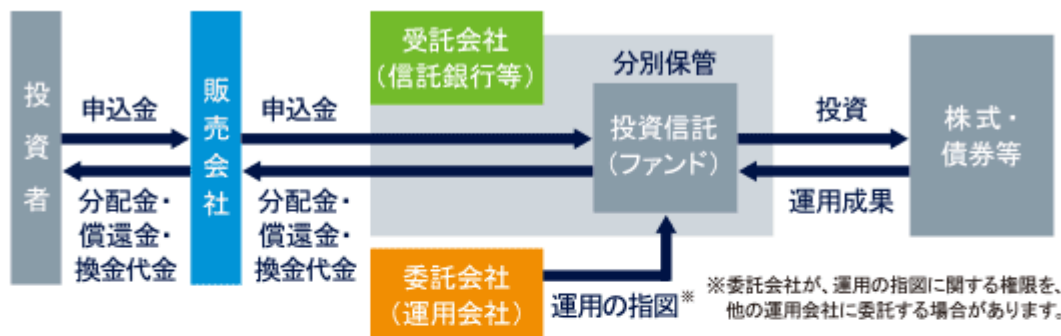 投資者
申込金
分配金・
償還金・
換金代金
販売会社
申込金
分配金・
償還金・
換金代金
受託会社
（信託銀行等）
分別保管
投資信託
（ファンド）
投資
運用成果
株式・
債券等
委託会社
（運用会社）
運用の指図※
※委託会社が、運用の指図に関する権限を、
他の運用会社に委託する場合があります。